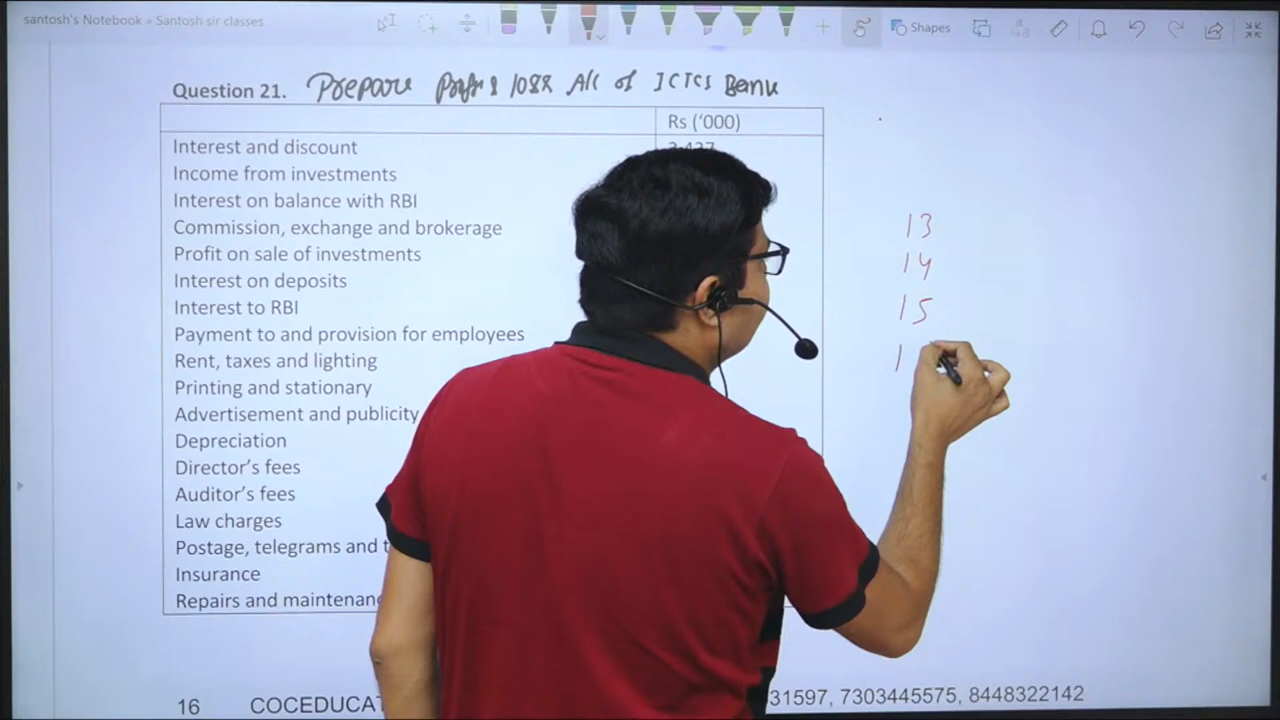 santosh's Notebook » Santosh sir classes
Shapes
Question 21. Prepare Profit & loss A/c of ICICI Bank
Rs ('000)
Interest and discount
Income from investments
Interest on balance with RBI
Commission, exchange and brokerage
Profit on sale of investments
Interest on deposits
Interest to RBI
Payment to and provision for employees
Rent, taxes and lighting
Printing and stationary
Advertisement and publicity
Depreciation
Director's fees
Auditor's fees
Law charges
Postage, telegrams and t
Insurance
Repairs and maintenan
13
14
15
1
16 COCEDUCAT 31597, 7303445575, 8448322142